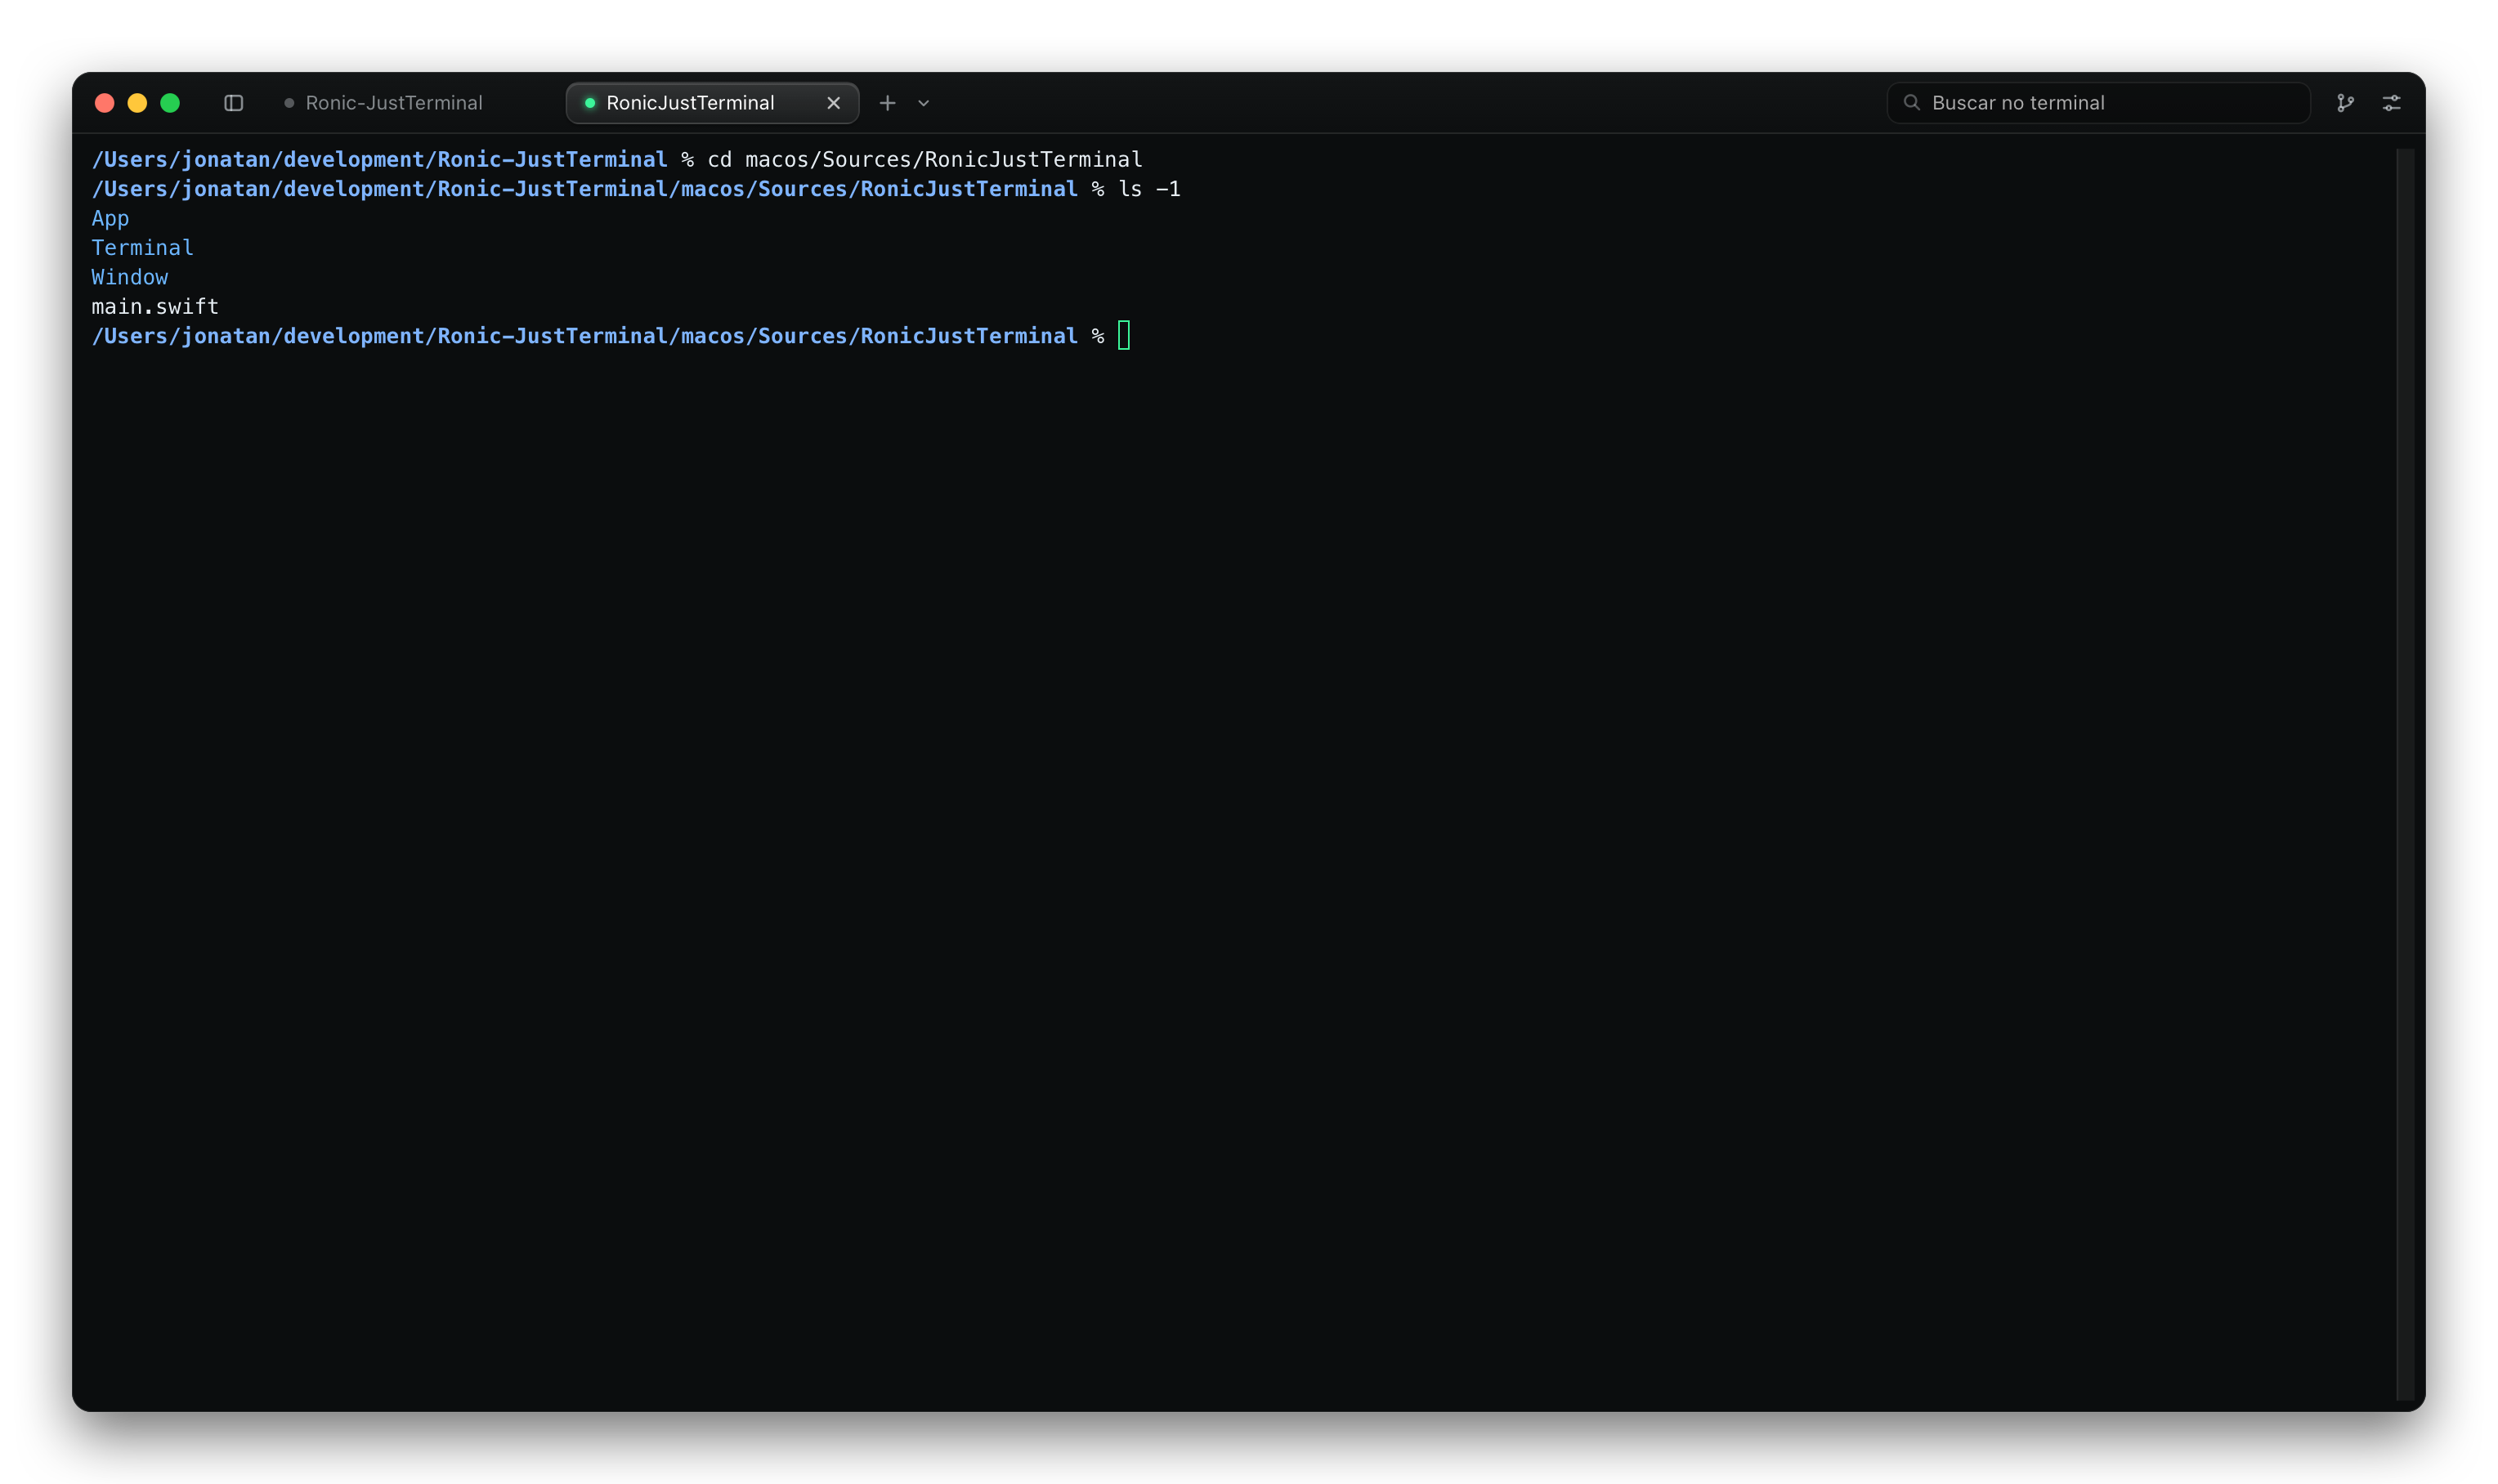 Ronic-JustTerminal RonicJustTerminal Buscar no terminal
/Users/jonatan/development/Ronic-JustTerminal % cd macos/Sources/RonicJustTerminal
/Users/jonatan/development/Ronic-JustTerminal/macos/Sources/RonicJustTerminal % ls -1
App
Terminal
Window
main.swift
/Users/jonatan/development/Ronic-JustTerminal/macos/Sources/RonicJustTerminal %